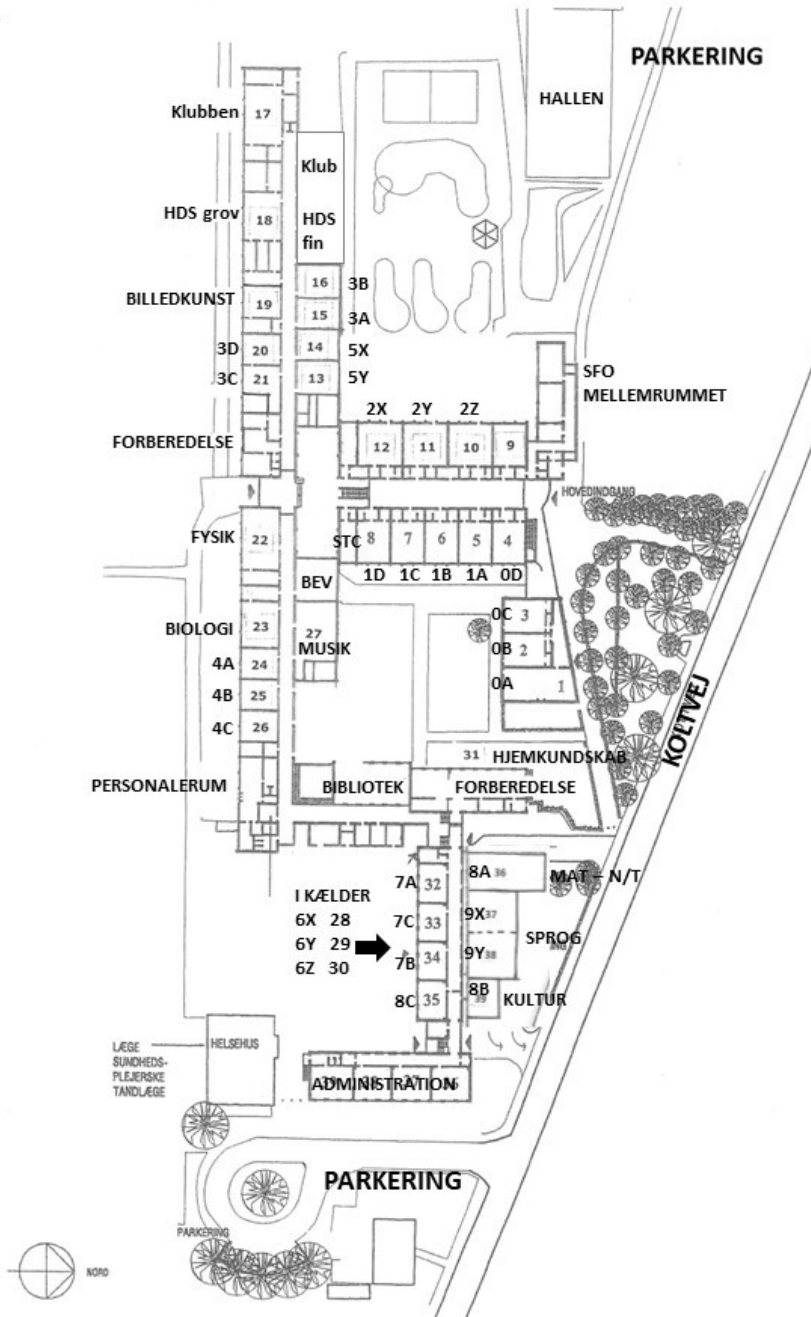 PARKERING
HALLEN
Klubben
17
Klub
HDS grov
18
HDS
fin
16
3B
BILLEDKUNST
19
15
3A
3D
20
14
5X
3C
21
13
5Y
SFO
MELLEMRUMMET
2X
2Y
2Z
FORBEREDELSE
12
11
10
9
HOVEDINDGANG
FYSIK
22
STC
8
7
6
5
4
1D
1C
1B
1A
0D
BEV
0C
3
BIOLOGI
23
27
MUSIK
0B
2
4A
24
0A
1
4B
25
4C
26
KOLTVEJ
31
HJEMKUNDSKAB
PERSONALERUM
BIBLIOTEK
FORBEREDELSE
7A
32
8A
36
MAT – N/T
I KÆLDER
6X 28
6Y 29
6Z 30
7C
33
9X
37
SPROG
7B
34
9Y
38
8C
35
8B
39
KULTUR
LÆGE
SUNDHEDS-
PLEJERSKE
TANDLÆGE
HELSEHUS
ADMINISTRATION
PARKERING
PARKERING
NORD